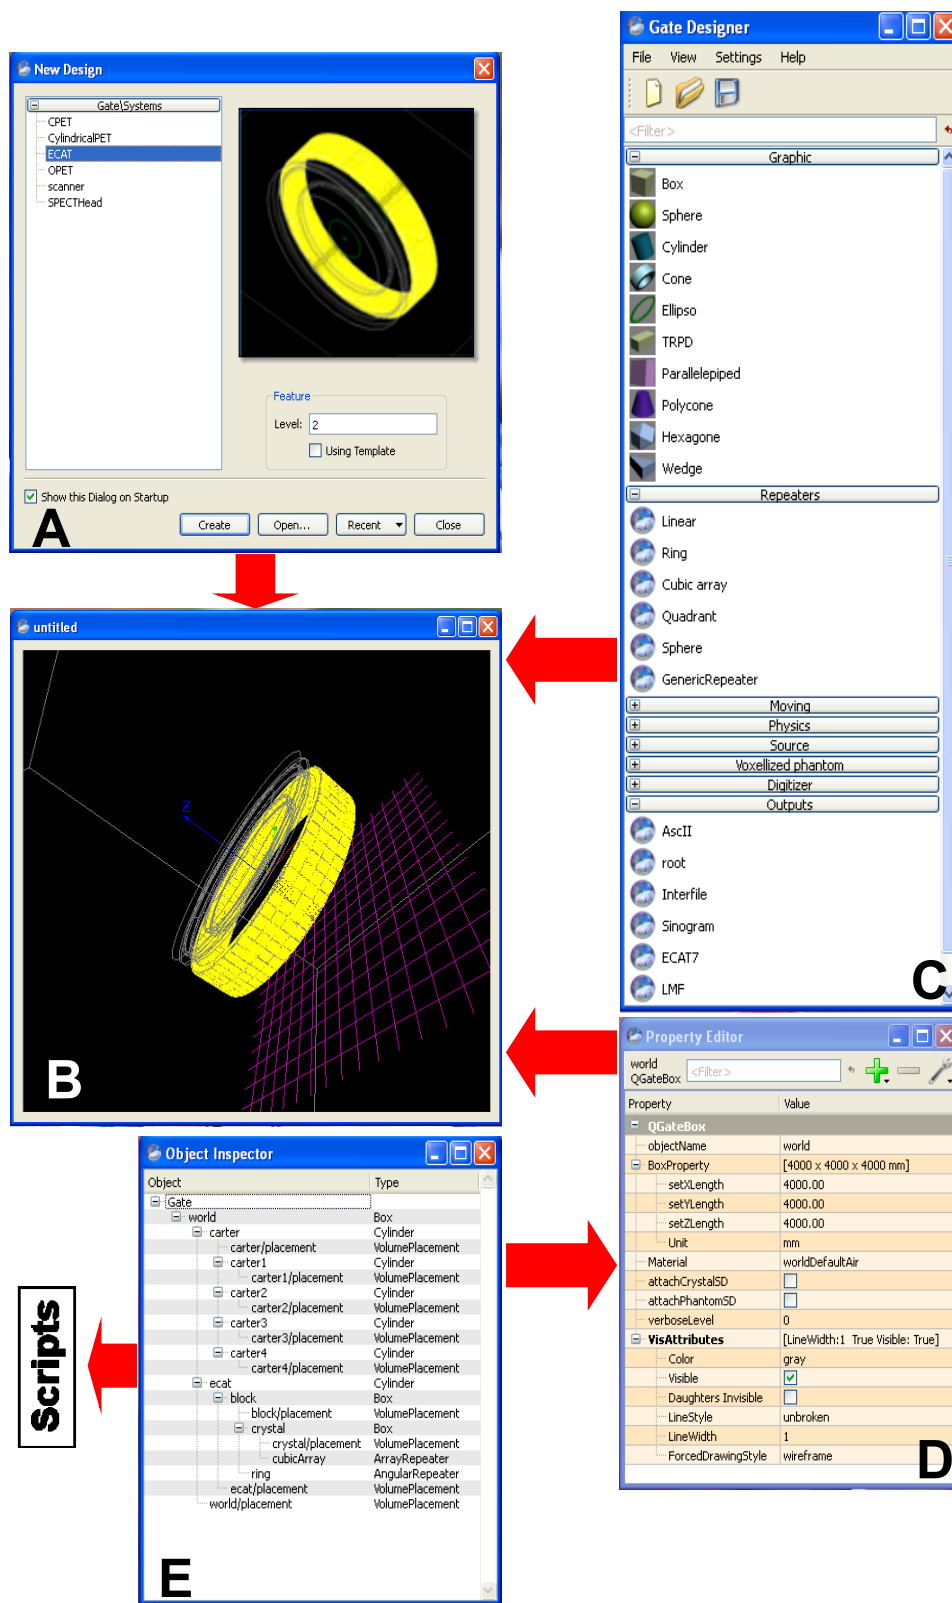 New Design
Gate\Systems
CPET
CylindricalPET
ECAT
OPET
scanner
SPECTHead
Feature
Level: 2
Using Template
Show this Dialog on Startup
Create Open... Recent Close
A
untitled
Z
B
Gate Designer
File View Settings Help
<Filter>
Graphic
Box
Sphere
Cylinder
Cone
Ellipso
TRPD
Parallelepiped
Polycone
Hexagone
Wedge
Repeaters
Linear
Ring
Cubic array
Quadrant
Sphere
GenericRepeater
Moving
Physics
Source
Voxellized phantom
Digitizer
Outputs
AscII
root
Interfile
Sinogram
ECAT7
LMF
C
Property Editor
world
QGateBox <Filter>
Property Value
QGateBox
objectName world
BoxProperty [4000 x 4000 x 4000 mm]
setXLength 4000.00
setYLength 4000.00
setZLength 4000.00
Unit mm
Material worldDefaultAir
attachCrystalSD
attachPhantomSD
verboseLevel 0
VisAttributes [LineWidth:1 True Visible: True]
Color gray
Visible
Daughters Invisible
LineStyle unbroken
LineWidth 1
ForcedDrawingStyle wireframe
D
Object Inspector
Object Type
Gate
world Box
carter Cylinder
carter/placement VolumePlacement
carter1 Cylinder
carter1/placement VolumePlacement
carter2 Cylinder
carter2/placement VolumePlacement
carter3 Cylinder
carter3/placement VolumePlacement
carter4 Cylinder
carter4/placement VolumePlacement
ecat Cylinder
block Box
block/placement VolumePlacement
crystal Box
crystal/placement VolumePlacement
cubicArray ArrayRepeater
ring AngularRepeater
ecat/placement VolumePlacement
world/placement VolumePlacement
E
Scripts